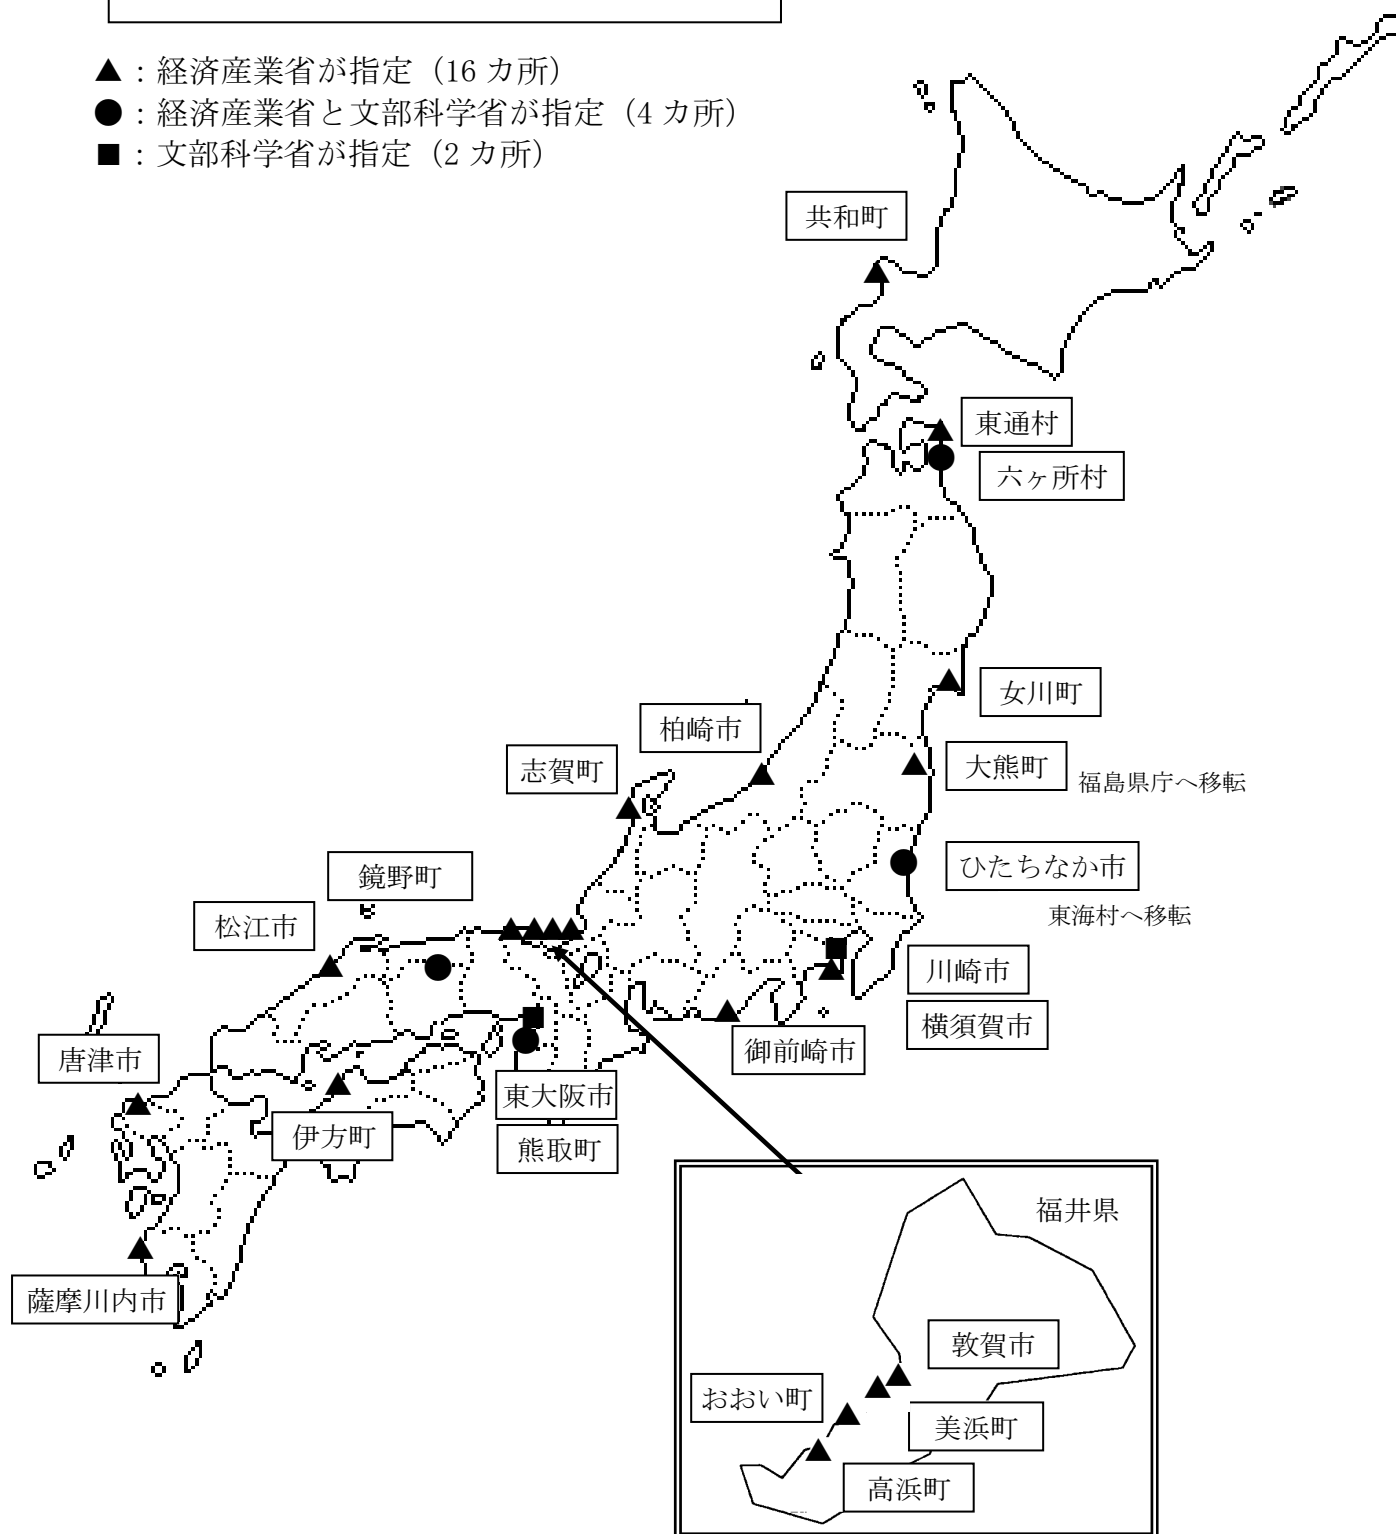 ▲：経済産業省が指定（16 カ所）
●：経済産業省と文部科学省が指定（4 カ所）
■：文部科学省が指定（2 カ所）
共和町
東通村
六ヶ所村
女川町
柏崎市
志賀町
大熊町
福島県庁へ移転
鏡野町
ひたちなか市
東海村へ移転
松江市
川崎市
横須賀市
御前崎市
唐津市
東大阪市
伊方町
熊取町
福井県
薩摩川内市
敦賀市
おおい町
美浜町
高浜町